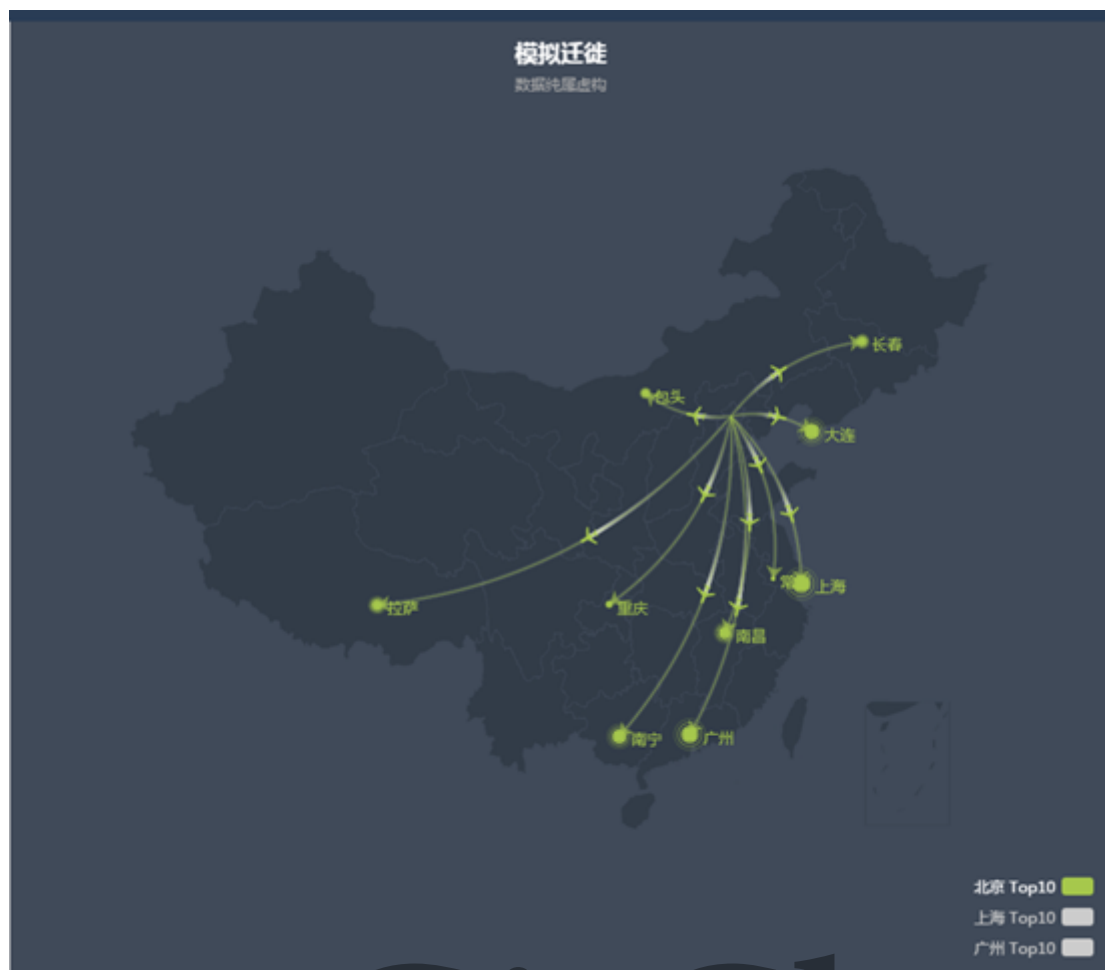 模拟迁徙
数据纯属虚构
长春
包头
大连
拉萨
重庆
常
上海
南昌
南宁
广州
北京 Top10
上海 Top10
广州 Top10